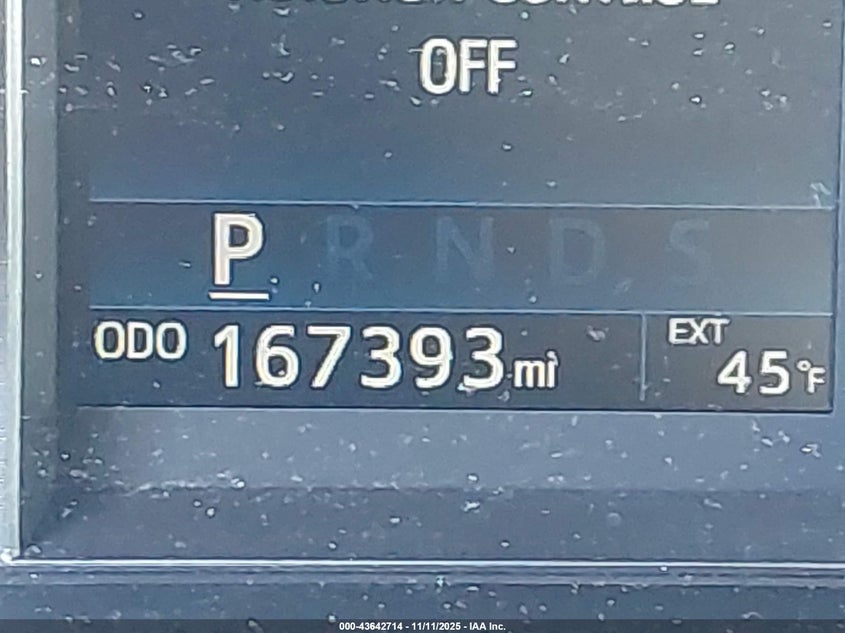 OFF
P R N D S
ODO 167393 mi EXT 45°F
000-43642714 - 11/11/2025 - IAA Inc.